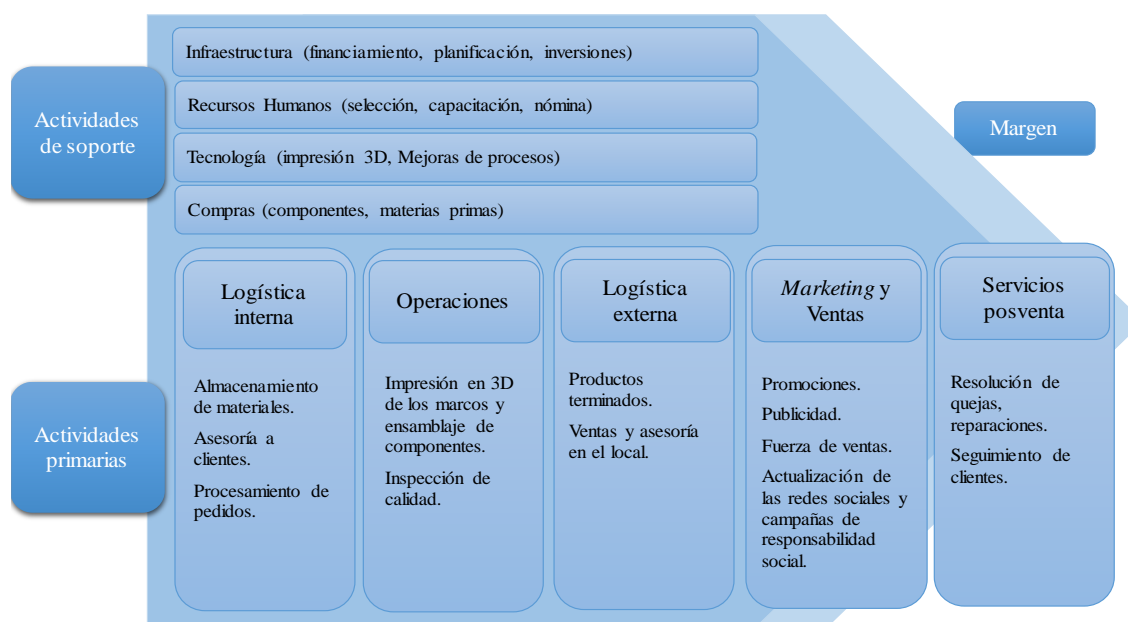 Infraestructura (financiamiento, planificación, inversiones)
Recursos Humanos (selección, capacitación, nómina)
Actividades
de soporte
Tecnología (impresión 3D, Mejoras de procesos)
Compras (componentes, materias primas)
Margen
Logística
interna
Operaciones
Logística
externa
Marketing y
Ventas
Servicios
posventa
Actividades
primarias
Almacenamiento
de materiales.
Asesoría a
clientes.
Procesamiento de
pedidos.
Impresión en 3D
de los marcos y
ensamblaje de
componentes.
Inspección de
calidad.
Productos
terminados.
Ventas y asesoría
en el local.
Promociones.
Publicidad.
Fuerza de ventas.
Actualización de
las redes sociales y
campañas de
responsabilidad
social.
Resolución de
quejas,
reparaciones.
Seguimiento de
clientes.